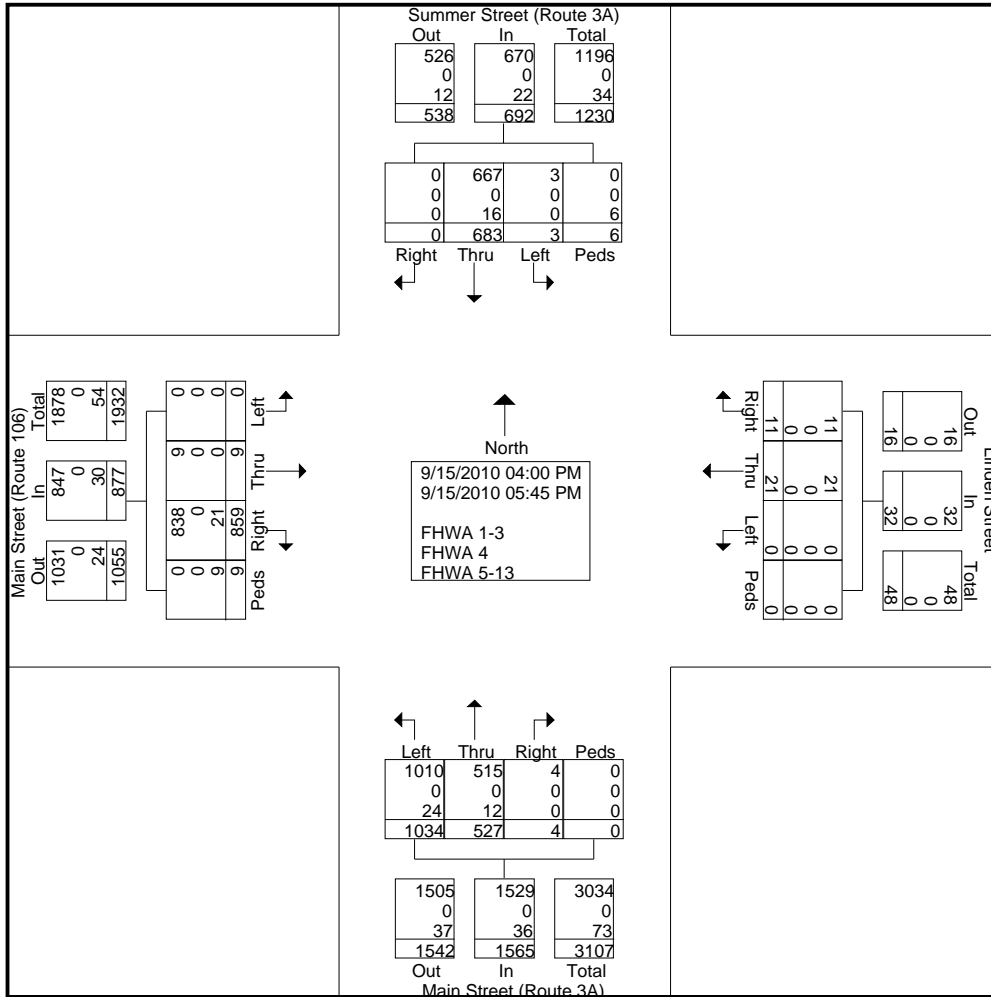 Summer Street (Route 3A)
Out In Total
526 670 1196
0 0 0
12 22 34
538 692 1230
0 667 3 0
0 0 0 0
0 16 0 6
0 683 3 6
Right Thru Left Peds
Main Street (Route 106)
Total In Out
1878 847 1031
0 0 0
54 30 24
1932 877 1055
0 9 838 0
0 0 0 0
0 0 21 9
0 9 859 9
Left Thru Right Peds
North
9/15/2010 04:00 PM
9/15/2010 05:45 PM
FHWA 1-3
FHWA 4
FHWA 5-13
Right Thru Left Peds
11 21 0 0
0 0 0 0
0 0 0 0
11 21 0 0
Linden Street
Out In Total
16 32 48
0 0 0
0 0 0
16 32 48
Left Thru Right Peds
1010 515 4 0
0 0 0 0
24 12 0 0
1034 527 4 0
1505 1529 3034
0 0 0
37 36 73
1542 1565 3107
Out In Total
Main Street (Route 3A)